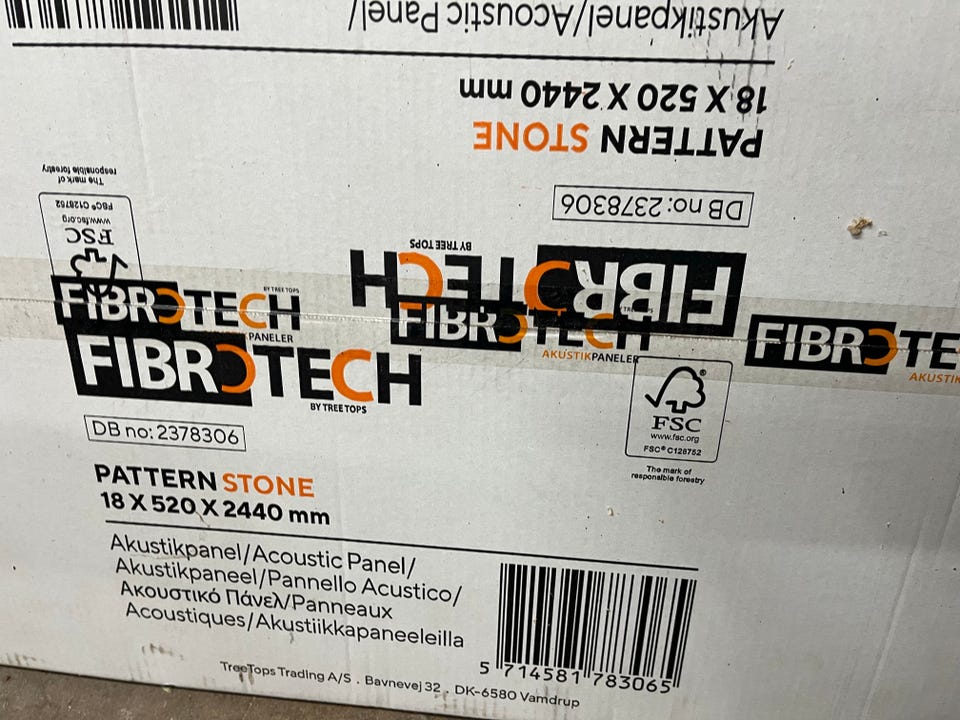 Akustikpanel/Acoustic Panel/
18 X 520 X 2440 mm
PATTERN STONE
DB no: 2378306
The mark of
responsible forestry
FSC® C128752
www.fsc.org
FSC
BY TREE TOPS
FIBROTECH
FIBROTECH
BY TREE TOPS
PANELER
FIBROTECH
AKUSTIKPANELER
FIBROTE
AKUSTIK
FIBROTECH
BY TREE TOPS
DB no: 2378306
FSC
www.fsc.org
FSC® C128752
The mark of
responsible forestry
PATTERN STONE
18 X 520 X 2440 mm
Akustikpanel/Acoustic Panel/
Akustikpaneel/Pannello Acustico/
Ακουστικό Πάνελ/Panneaux
Acoustiques/Akustiikkapaneeleilla
5 714581 783065
TreeTops Trading A/S . Bavnevej 32 . DK-6580 Vamdrup